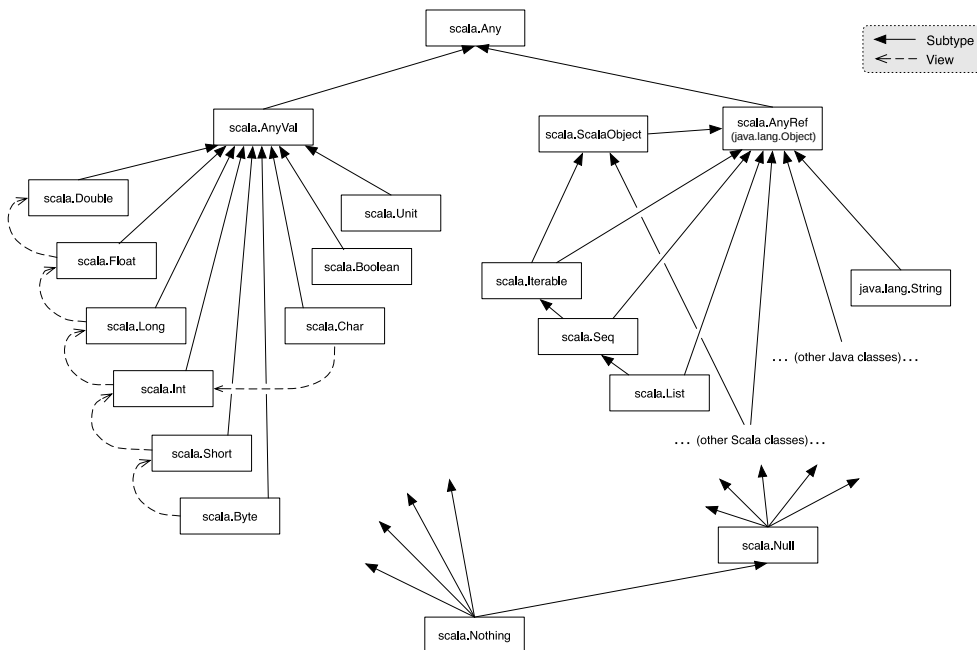 scala.Any
Subtype
View
scala.AnyVal
scala.ScalaObject
scala.AnyRef
(java.lang.Object)
scala.Double
scala.Unit
scala.Float
scala.Boolean
scala.Iterable
java.lang.String
scala.Long
scala.Char
scala.Seq
... (other Java classes)...
scala.Int
scala.List
scala.Short
... (other Scala classes)...
scala.Byte
scala.Null
scala.Nothing